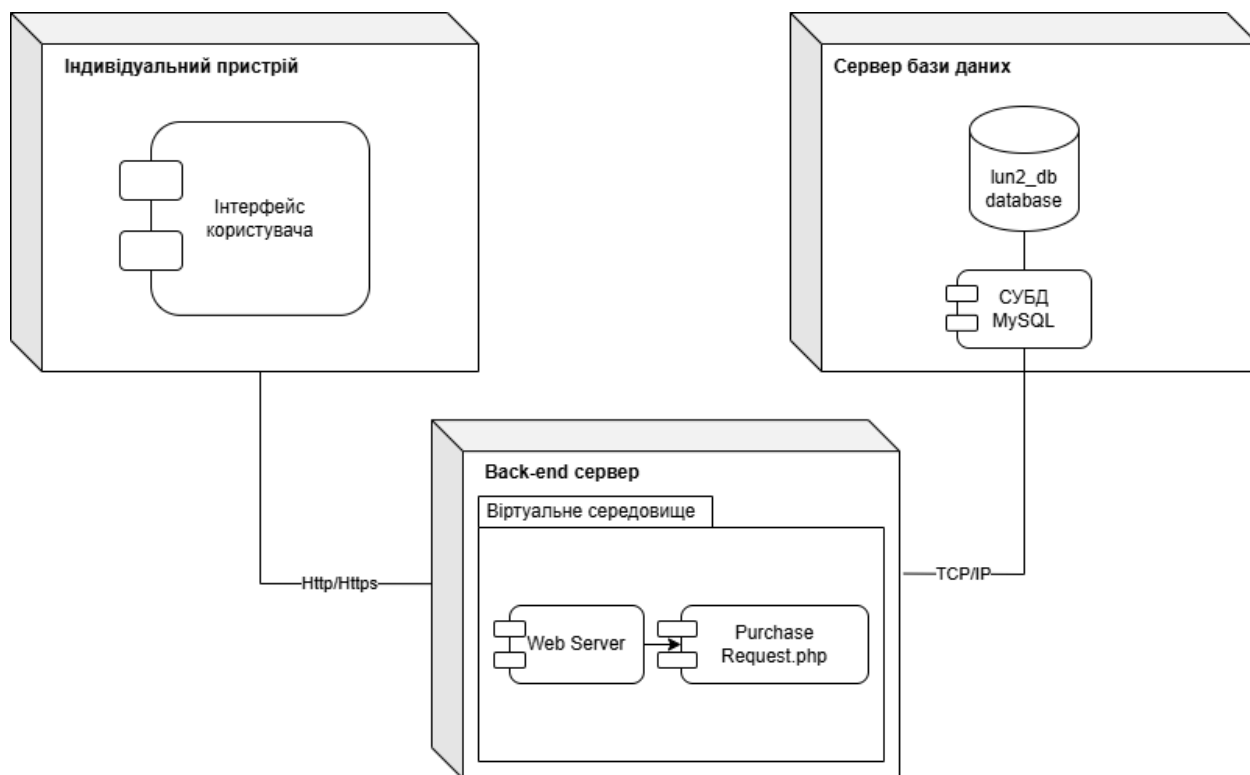 Індивідуальний пристрій
Інтерфейс
користувача
Сервер бази даних
lun2_db
database
СУБД
MySQL
Http/Https
TCP/IP
Back-end сервер
Віртуальне середовище
Web Server
Purchase
Request.php